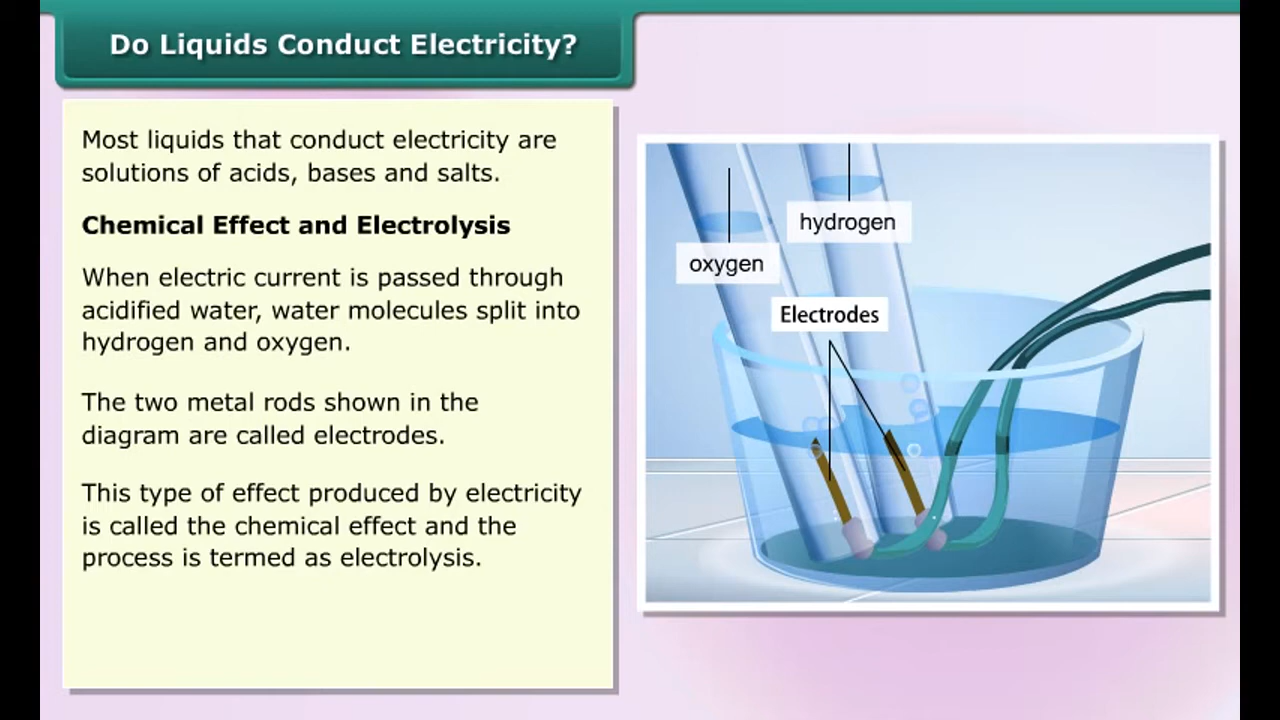 Do Liquids Conduct Electricity?
Most liquids that conduct electricity are
solutions of acids, bases and salts.
Chemical Effect and Electrolysis
When electric current is passed through
acidified water, water molecules split into
hydrogen and oxygen.
The two metal rods shown in the
diagram are called electrodes.
This type of effect produced by electricity
is called the chemical effect and the
process is termed as electrolysis.
hydrogen
oxygen
Electrodes